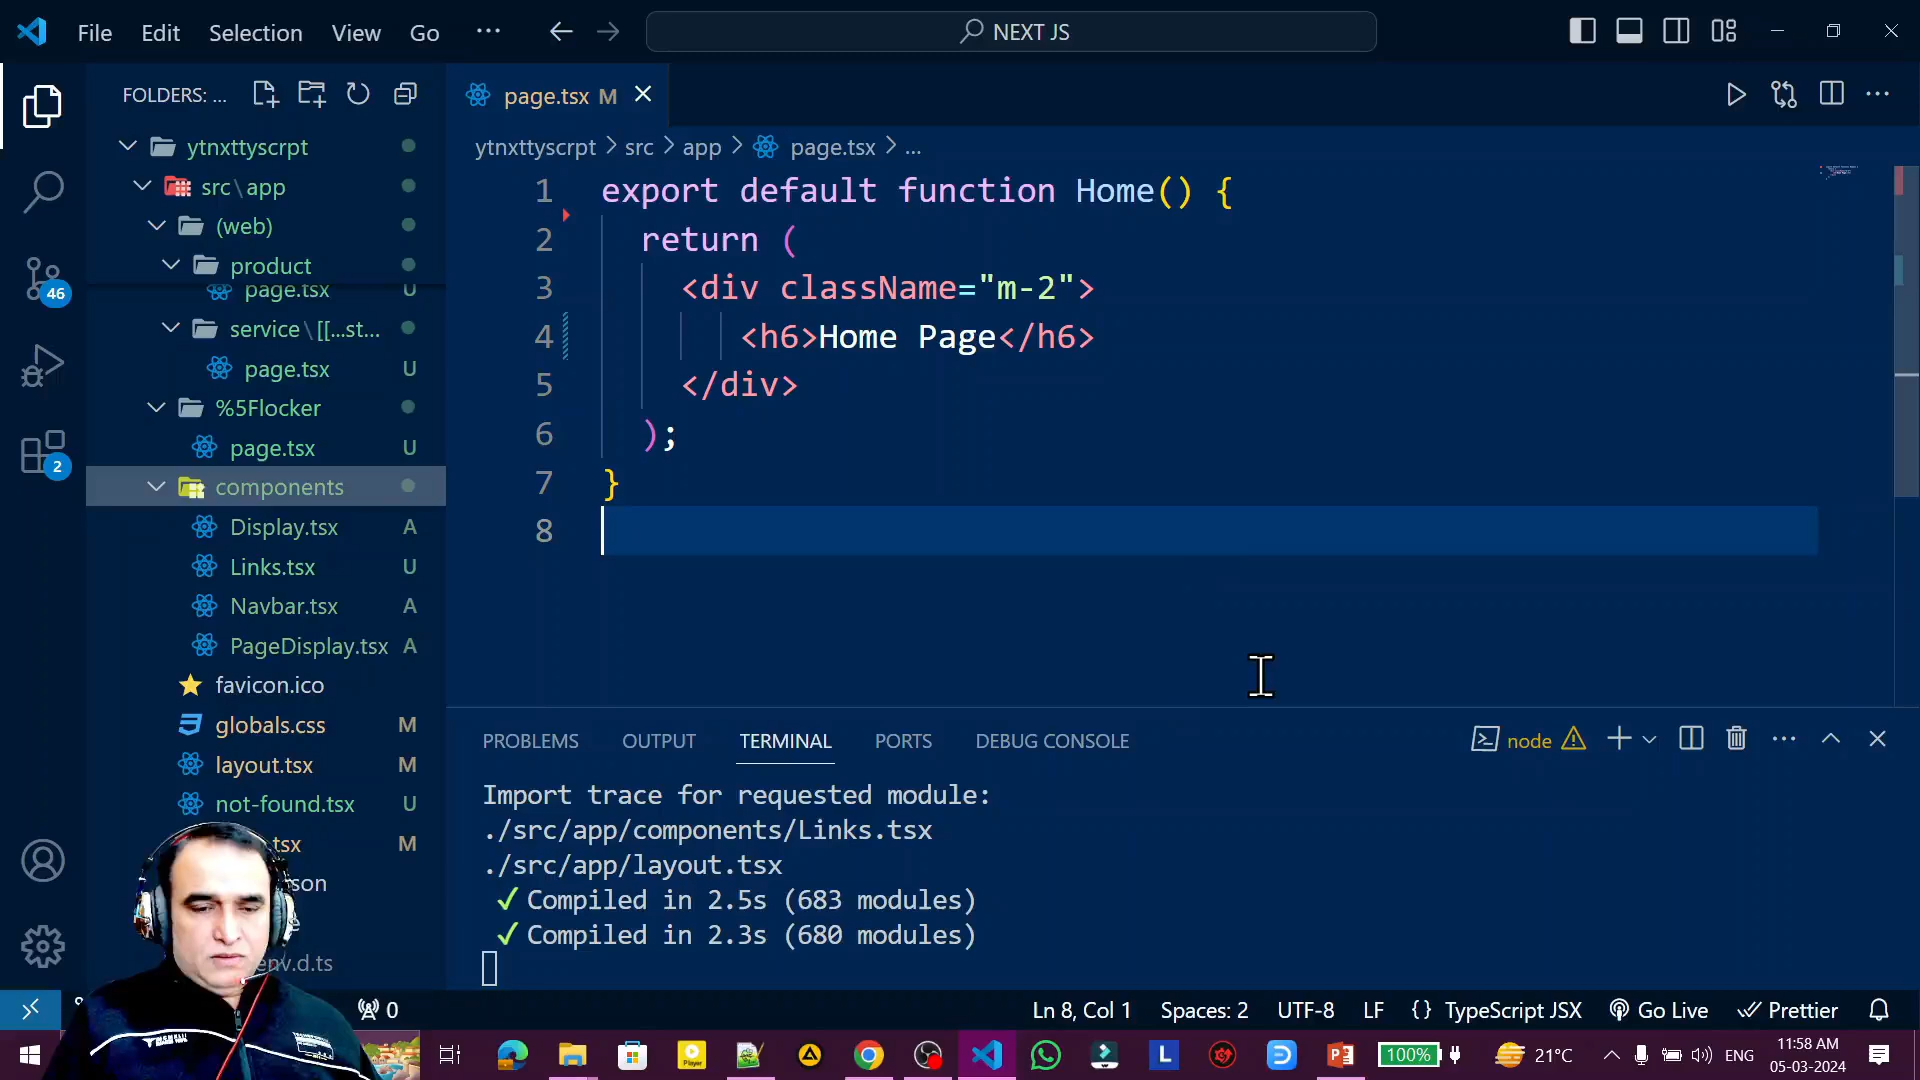 File Edit Selection View Go ... NEXT JS
FOLDERS: ...
page.tsx M
ytnxttyscrpt > src > app > page.tsx > ...
ytnxttyscrpt
src\app
(web)
product
page.tsx U
service\[[...st...
page.tsx U
%5Flocker
page.tsx U
components
Display.tsx A
Links.tsx U
Navbar.tsx A
PageDisplay.tsx A
favicon.ico
globals.css M
layout.tsx M
not-found.tsx U
.tsx M
46
2
1 export default function Home() {
2 return (
3 <div className="m-2">
4 <h6>Home Page</h6>
5 </div>
6 );
7 }
8
PROBLEMS OUTPUT TERMINAL PORTS DEBUG CONSOLE
node
Import trace for requested module:
./src/app/components/Links.tsx
./src/app/layout.tsx
✓ Compiled in 2.5s (683 modules)
✓ Compiled in 2.3s (680 modules)
0 Ln 8, Col 1 Spaces: 2 UTF-8 LF {} TypeScript JSX Go Live Prettier
100% 21°C ENG 11:58 AM
05-03-2024